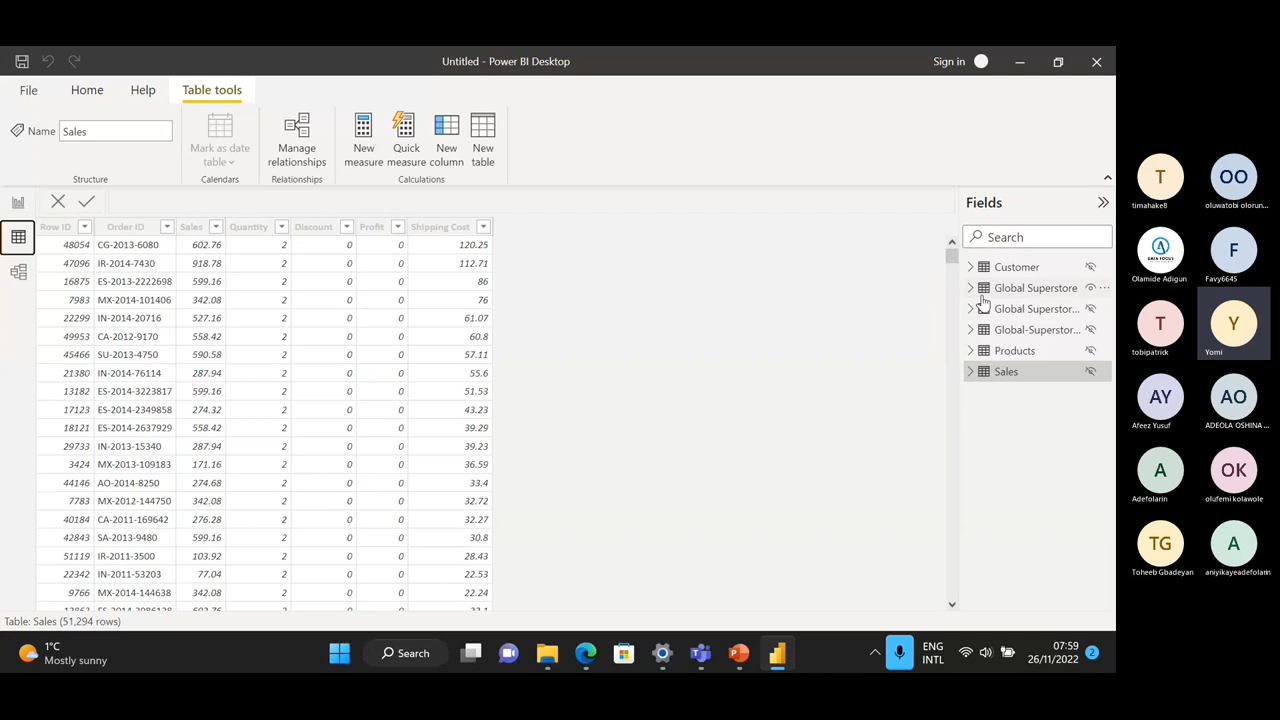 Untitled - Power BI Desktop
Sign in
File
Home
Help
Table tools
Name
Sales
Mark as date
table
New
measure
Quick
measure
New
column
New
table
Manage
relationships
Structure
Calendars
Relationships
Calculations
Row ID Order ID Sales Quantity Discount Profit Shipping Cost
48054 CG-2013-6080 602.76 2 0 0 120.25
47096 IR-2014-7430 918.78 2 0 0 112.71
16875 ES-2013-2222698 599.16 2 0 0 86
7983 MX-2014-101406 342.08 2 0 0 76
22299 IN-2014-20716 527.16 2 0 0 61.07
49953 CA-2012-9170 558.42 2 0 0 60.8
45466 SU-2013-4750 590.58 2 0 0 57.11
21380 IN-2014-76114 287.94 2 0 0 55.6
13182 ES-2014-3223817 599.16 2 0 0 51.53
17123 ES-2014-2349858 274.32 2 0 0 43.23
18121 ES-2014-2637929 558.42 2 0 0 39.29
29733 IN-2013-15340 287.94 2 0 0 39.23
3424 MX-2013-109183 171.16 2 0 0 36.59
44146 AO-2014-8250 274.68 2 0 0 33.4
7783 MX-2012-144750 342.08 2 0 0 32.72
40184 CA-2011-169642 276.28 2 0 0 32.27
42843 SA-2013-9480 599.16 2 0 0 30.8
51119 IR-2011-3500 103.92 2 0 0 28.43
22342 IN-2011-53203 77.04 2 0 0 22.53
9766 MX-2014-144638 342.08 2 0 0 22.24
Fields
Search
Customer
Global Superstore
Global Superstor...
Global-Superstor...
Products
Sales
Table: Sales (51,294 rows)
1°C
Mostly sunny
Search
ENG
INTL
07:59
26/11/2022
2
T
timahake8
OO
oluwatobi olorun...
GAIA FOCUS
Olamide Adigun
F
Favy6645
T
tobipatrick
Y
Yomi
AY
Afeez Yusuf
AO
ADEOLA OSHINA ...
A
Adefolarin
OK
olufemi kolawole
TG
Toheeb Gbadeyan
A
aniyikayeadefolarin